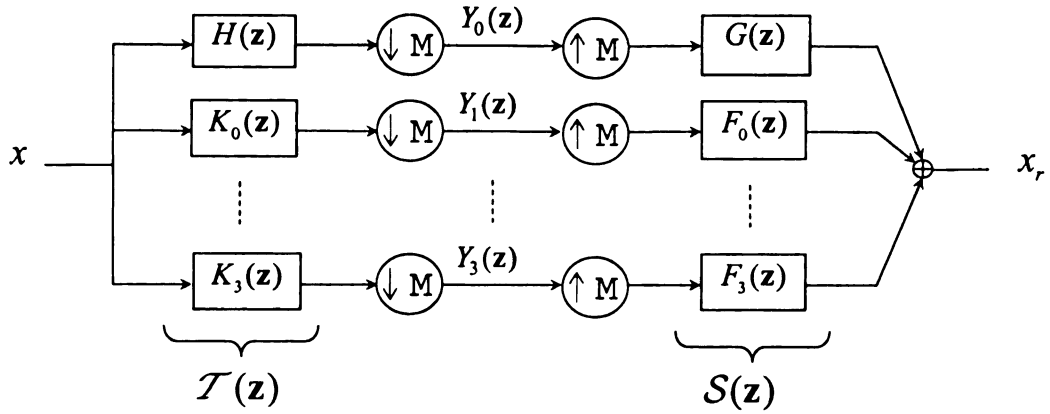 H(z) ↓ M Y₀(z) ↑ M G(z)
K₀(z) ↓ M Y₁(z) ↑ M F₀(z)
x xᵣ
K₃(z) ↓ M Y₃(z) ↑ M F₃(z)
𝒯(z) 𝒮(z)